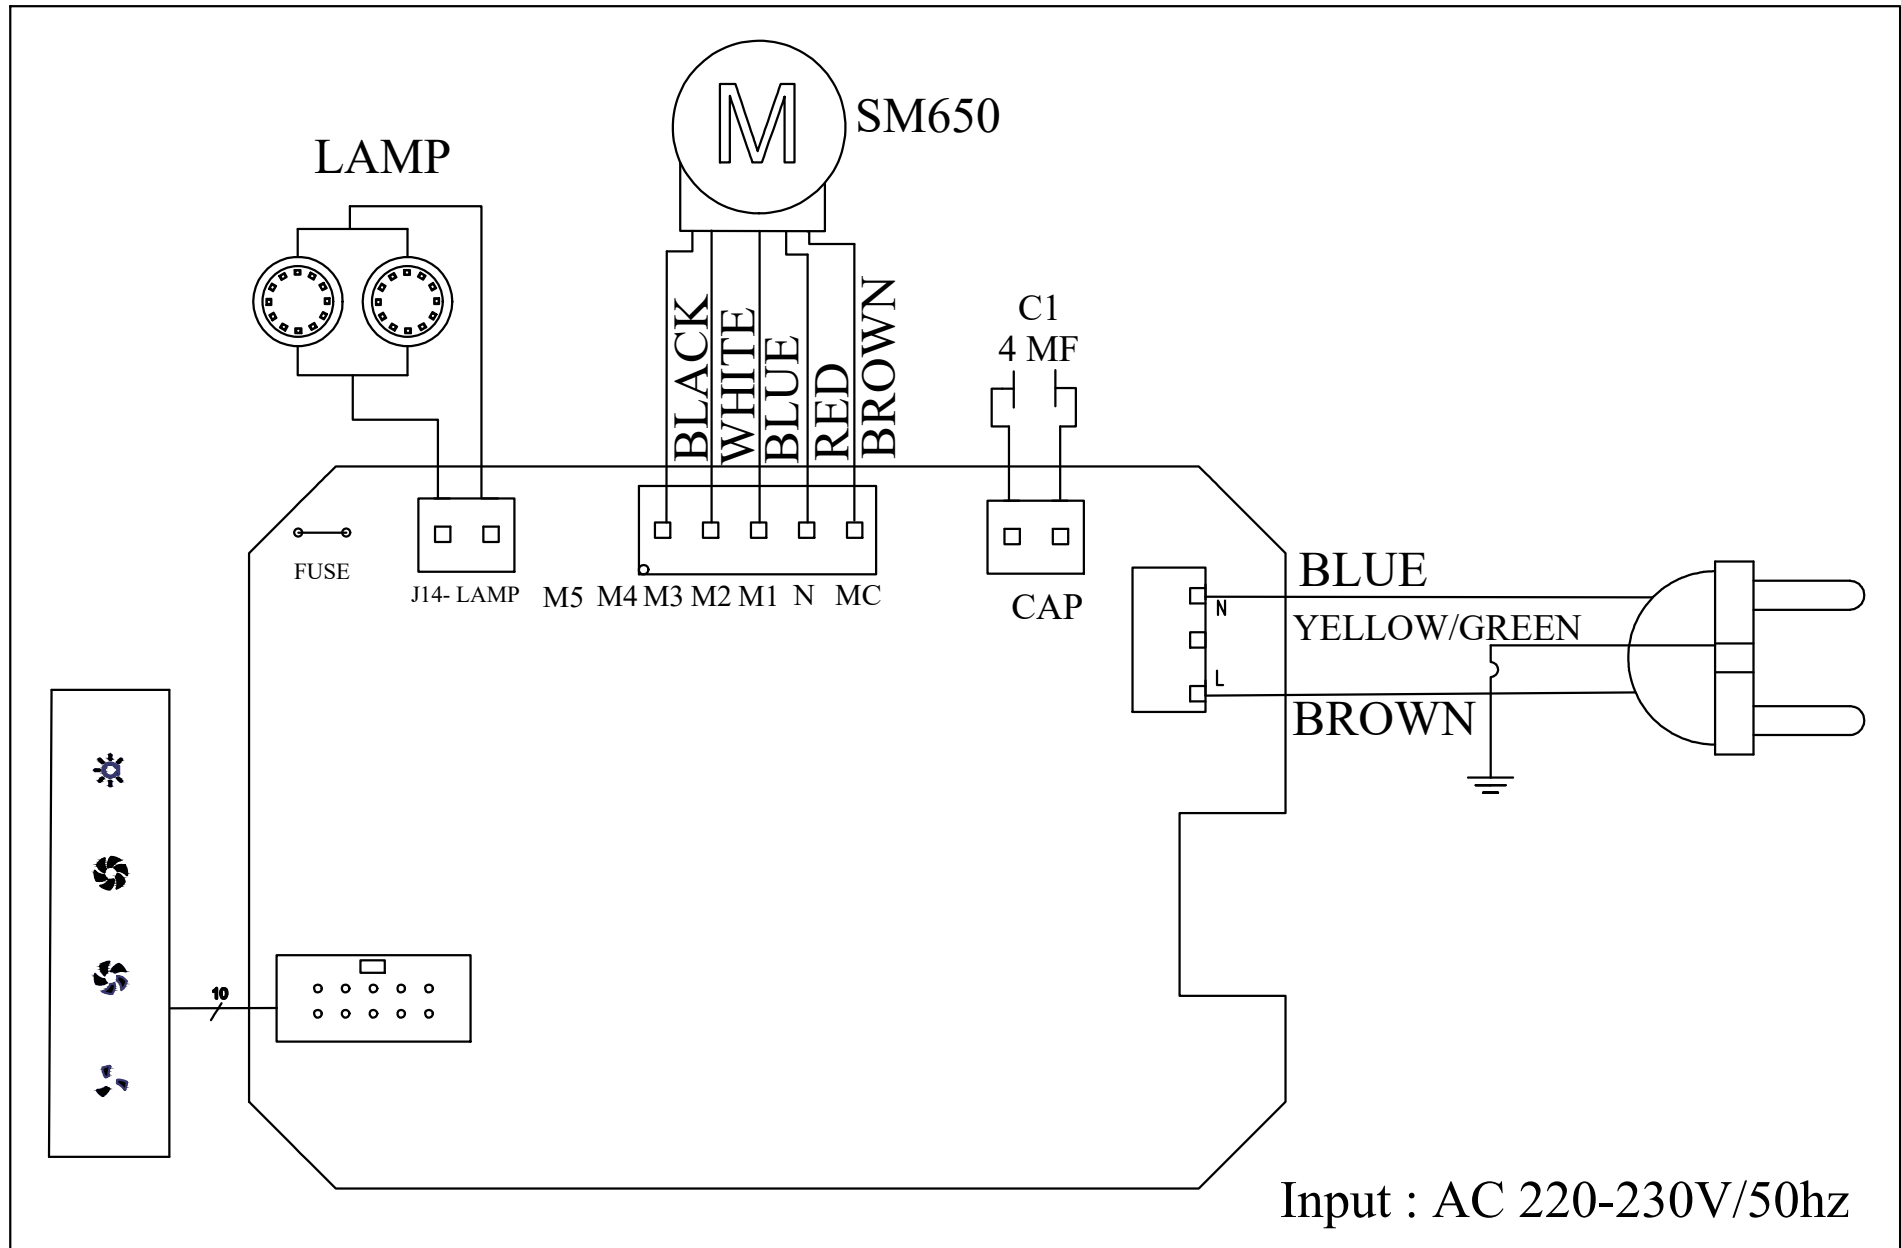 SM650
M
LAMP
BLACK
WHITE
BLUE
RED
BROWN
C1
4 MF
FUSE
J14- LAMP
M5 M4 M3 M2 M1 N MC
CAP
BLUE
N
YELLOW/GREEN
L
BROWN
10
Input : AC 220-230V/50hz